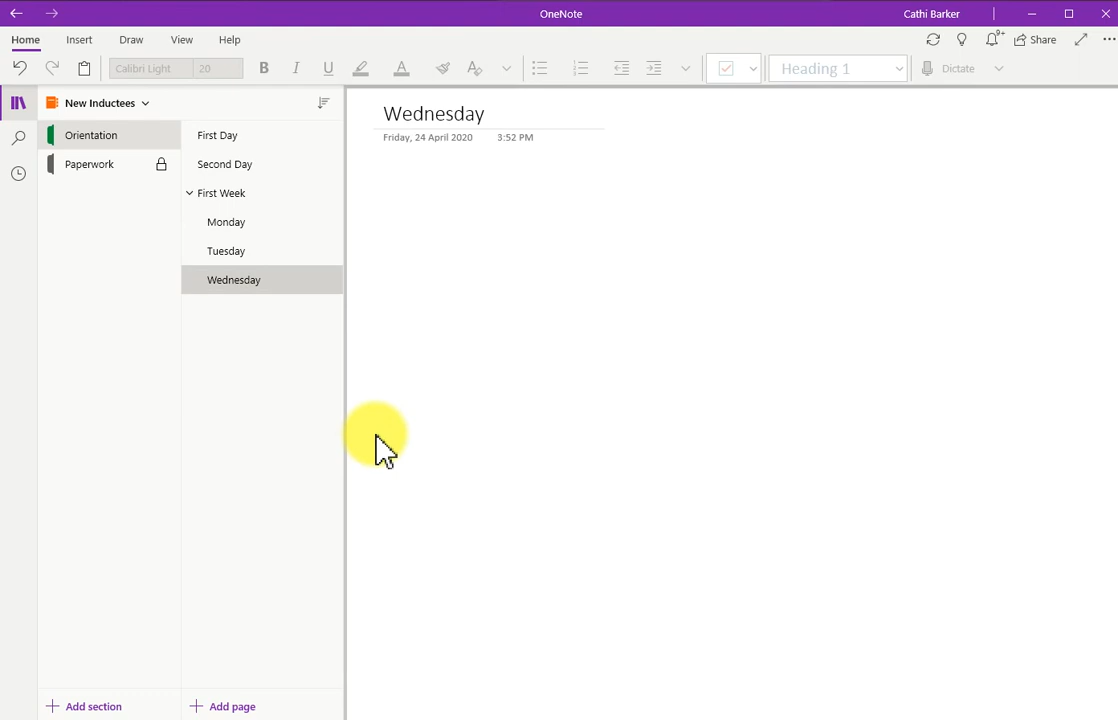 OneNote
Cathi Barker
Home Insert Draw View Help
9+ Share
Calibri Light 20 B I U A A Heading 1 Dictate
New Inductees
Orientation
Paperwork
First Day
Second Day
First Week
Monday
Tuesday
Wednesday
Wednesday
Friday, 24 April 2020 3:52 PM
Add section
Add page